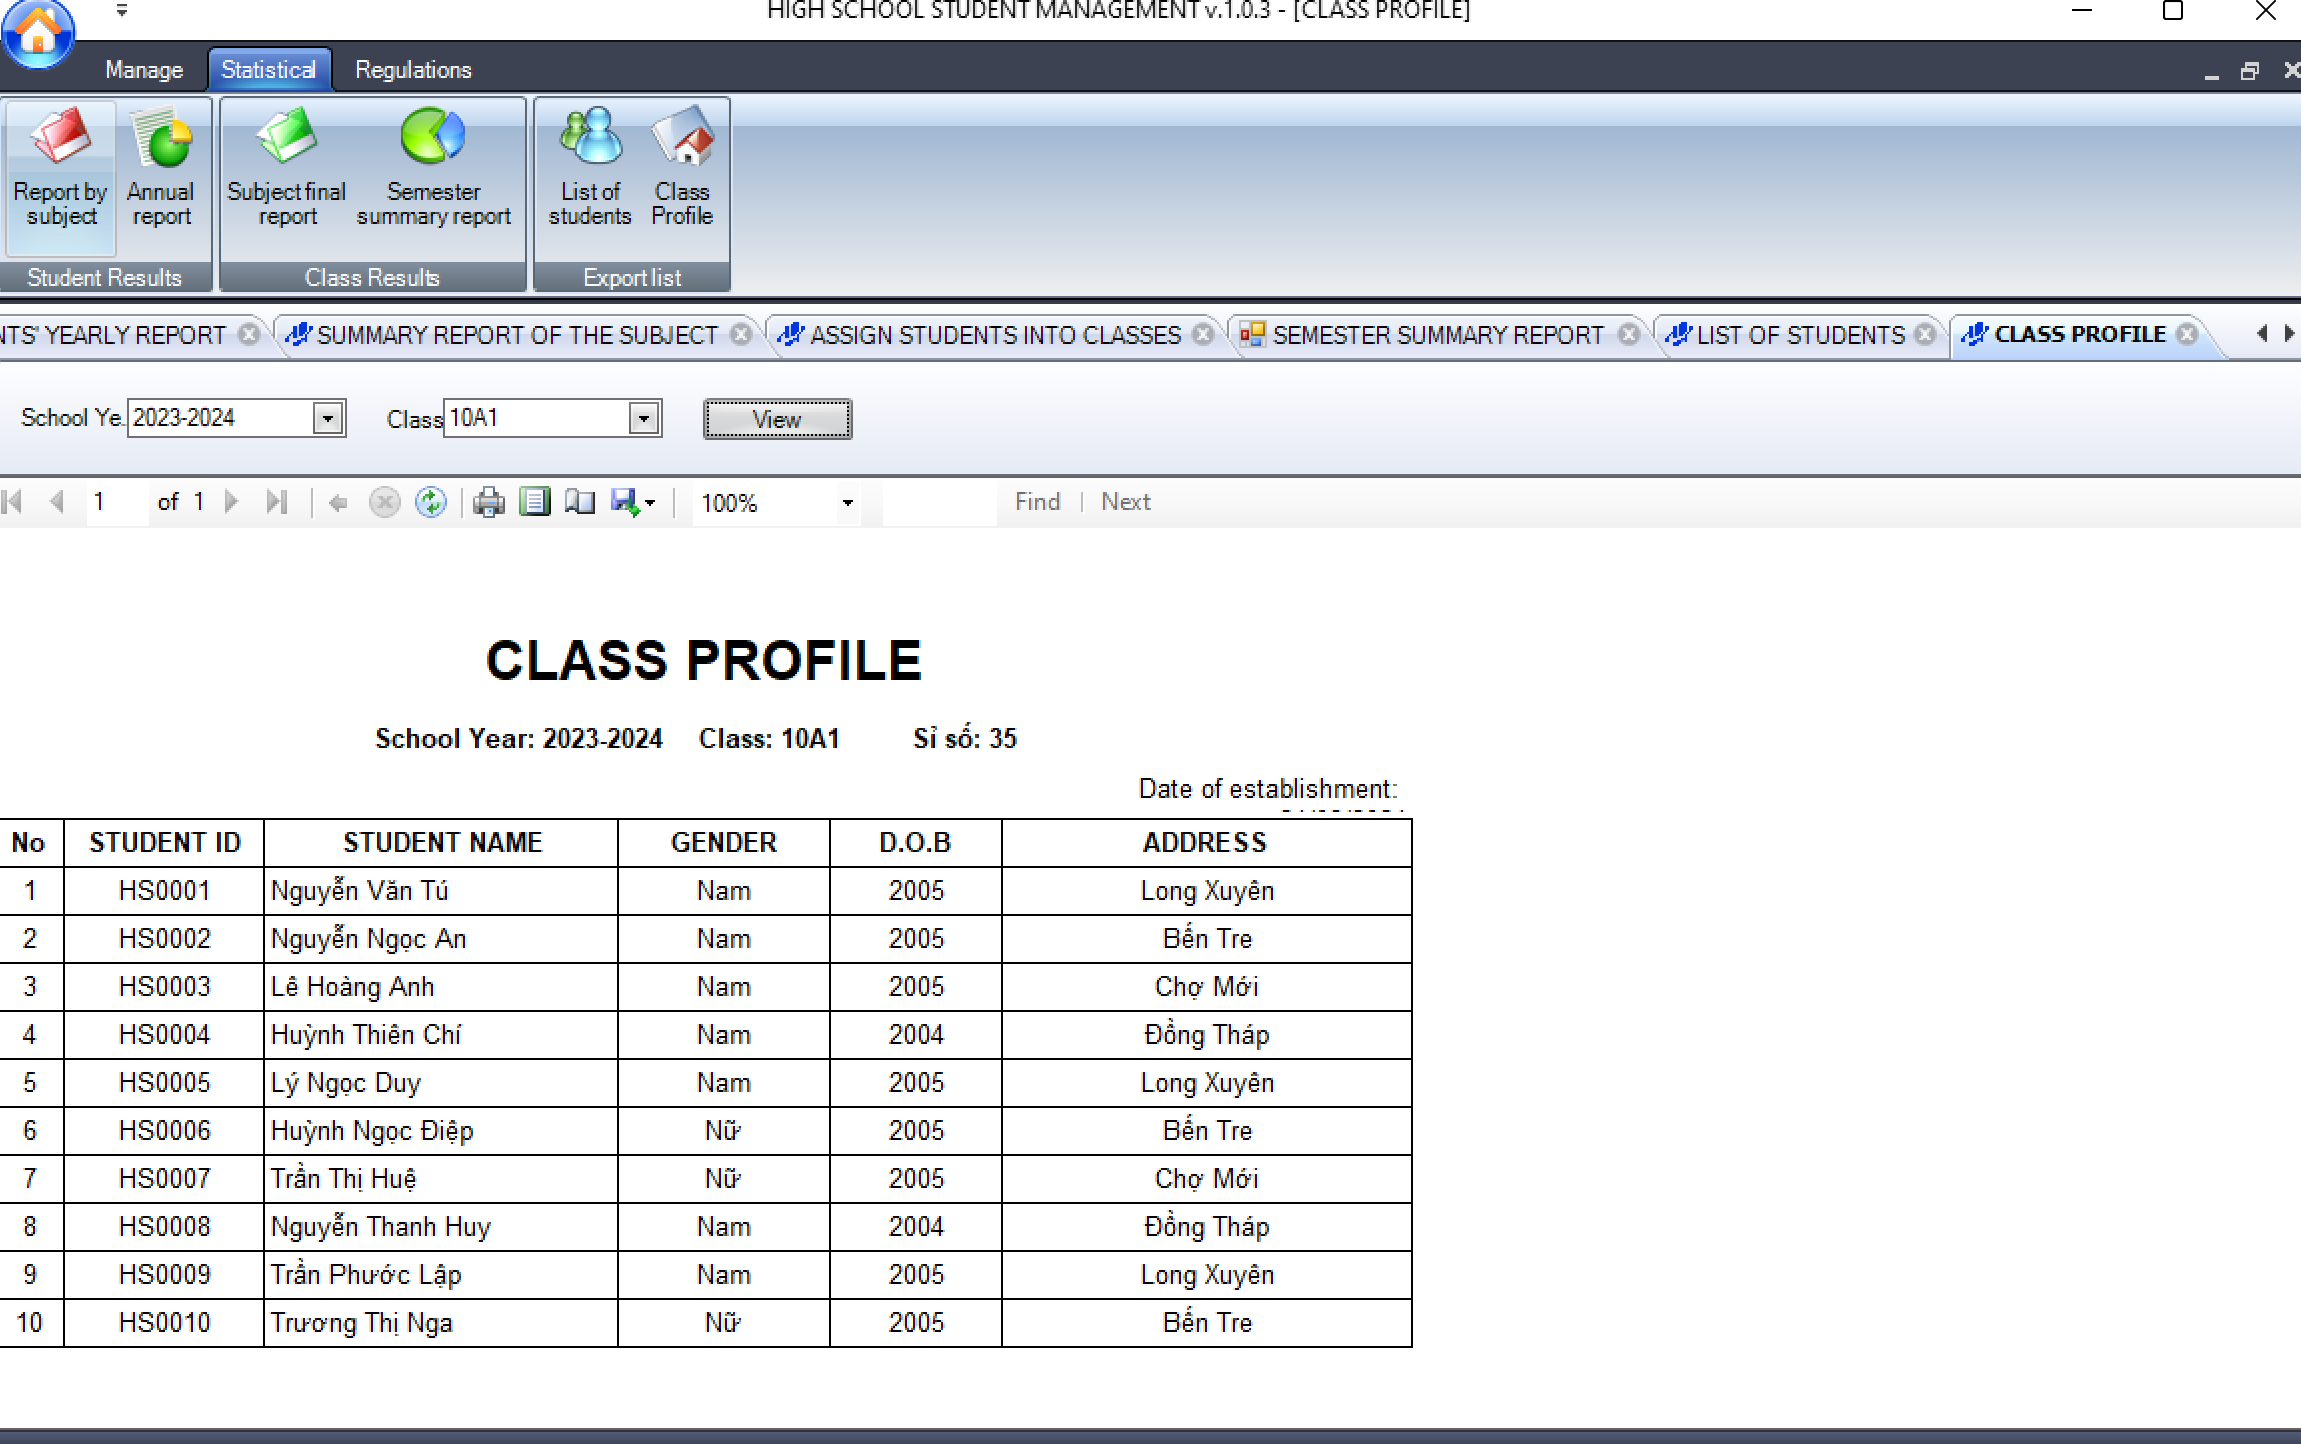 HIGH SCHOOL STUDENT MANAGEMENT v.1.0.3 - [CLASS PROFILE]
Manage Statistical Regulations
Report by subject Annual report Subject final report Semester summary report List of students Class Profile
Student Results Class Results Export list
NTS' YEARLY REPORT SUMMARY REPORT OF THE SUBJECT ASSIGN STUDENTS INTO CLASSES SEMESTER SUMMARY REPORT LIST OF STUDENTS CLASS PROFILE
School Ye. 2023-2024 Class 10A1 View
1 of 1 100% Find | Next
CLASS PROFILE
School Year: 2023-2024 Class: 10A1 Sỉ số: 35
Date of establishment:
No STUDENT ID STUDENT NAME GENDER D.O.B ADDRESS
1 HS0001 Nguyễn Văn Tú Nam 2005 Long Xuyên
2 HS0002 Nguyễn Ngọc An Nam 2005 Bến Tre
3 HS0003 Lê Hoàng Anh Nam 2005 Chợ Mới
4 HS0004 Huỳnh Thiên Chí Nam 2004 Đồng Tháp
5 HS0005 Lý Ngọc Duy Nam 2005 Long Xuyên
6 HS0006 Huỳnh Ngọc Điệp Nữ 2005 Bến Tre
7 HS0007 Trần Thị Huệ Nữ 2005 Chợ Mới
8 HS0008 Nguyễn Thanh Huy Nam 2004 Đồng Tháp
9 HS0009 Trần Phước Lập Nam 2005 Long Xuyên
10 HS0010 Trương Thị Nga Nữ 2005 Bến Tre